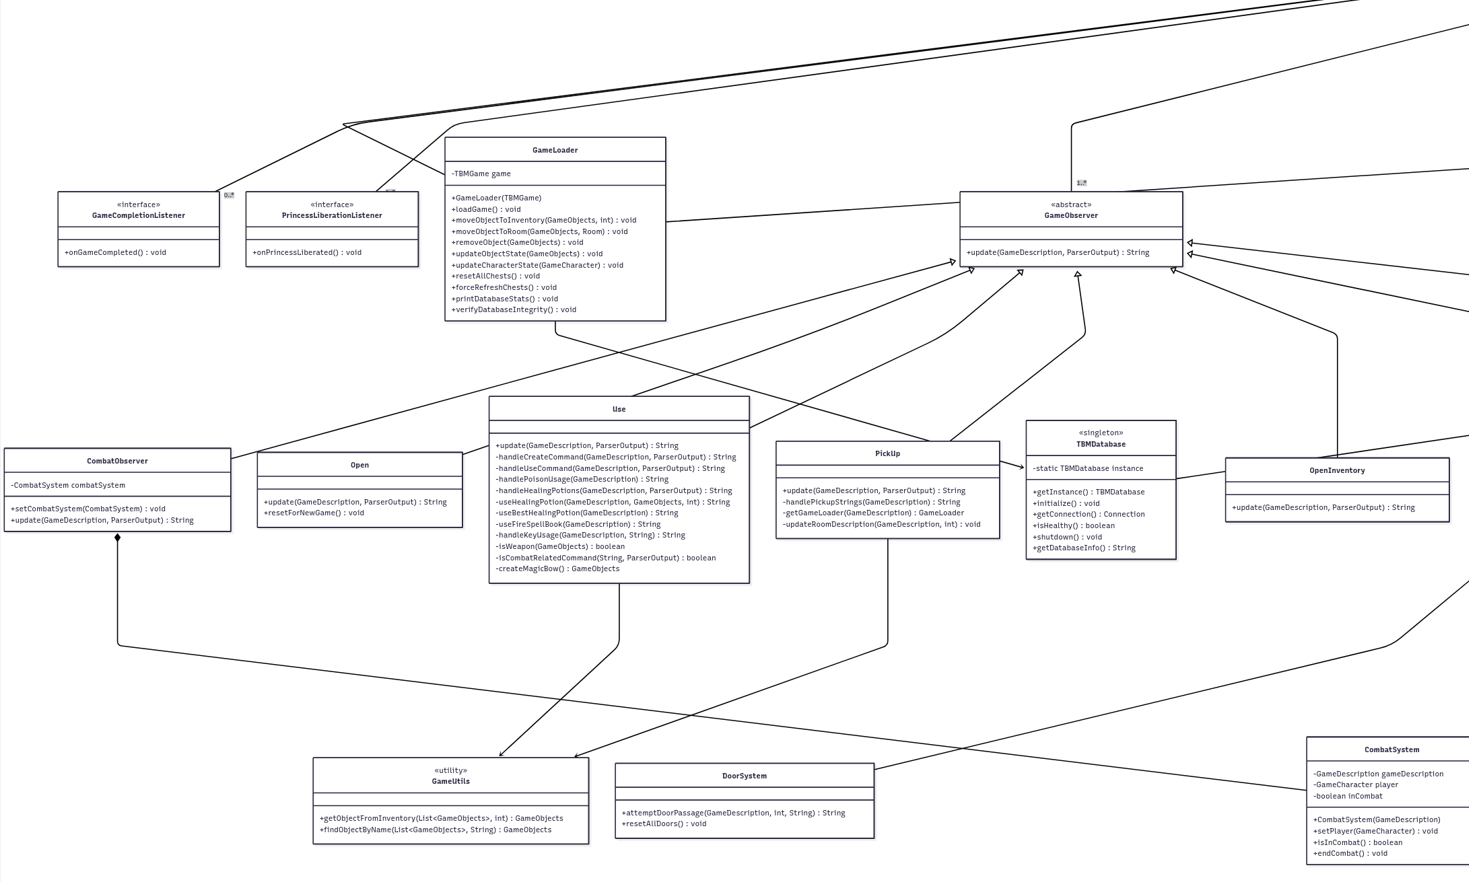 GameLoader
-TBMGame game
+GameLoader(TBMGame)
+loadGame() : void
+moveObjectToInventory(GameObjects, int) : void
+moveObjectToRoom(GameObjects, Room) : void
+removeObject(GameObjects) : void
+updateObjectState(GameObjects) : void
+updateCharacterState(GameCharacter) : void
+resetAllChests() : void
+forceRefreshChests() : void
+printDatabaseStats() : void
+verifyDatabaseIntegrity() : void
«interface»
GameCompletionListener
+onGameCompleted() : void
«interface»
PrincessLiberationListener
+onPrincessLiberated() : void
«abstract»
GameObserver
+update(GameDescription, ParserOutput) : String
CombatObserver
-CombatSystem combatSystem
+setCombatSystem(CombatSystem) : void
+update(GameDescription, ParserOutput) : String
Open
+update(GameDescription, ParserOutput) : String
+resetForNewGame() : void
Use
+update(GameDescription, ParserOutput) : String
-handleCreateCommand(GameDescription, ParserOutput) : String
-handleUseCommand(GameDescription, ParserOutput) : String
-handlePoisonUsage(GameDescription) : String
-handleHealingPotions(GameDescription, ParserOutput) : String
-useHealingPotion(GameDescription, GameObjects, int) : String
-useBestHealingPotion(GameDescription) : String
-useFireSpellBook(GameDescription) : String
-handleKeyUsage(GameDescription, String) : String
-isWeapon(GameObjects) : boolean
-isCombatRelatedCommand(String, ParserOutput) : boolean
-createMagicBow() : GameObjects
PickUp
+update(GameDescription, ParserOutput) : String
-handlePickupStrings(GameDescription) : String
-getGameLoader(GameDescription) : GameLoader
-updateRoomDescription(GameDescription, int) : void
«singleton»
TBMDatabase
-static TBMDatabase instance
+getInstance() : TBMDatabase
+initialize() : void
+getConnection() : Connection
+isHealthy() : boolean
+shutdown() : void
+getDatabaseInfo() : String
OpenInventory
+update(GameDescription, ParserOutput) : String
«utility»
GameUtils
+getObjectFromInventory(List<GameObjects>, int) : GameObjects
+findObjectByName(List<GameObjects>, String) : GameObjects
DoorSystem
+attemptDoorPassage(GameDescription, int, String) : String
+resetAllDoors() : void
CombatSystem
-GameDescription gameDescription
-GameCharacter player
-boolean inCombat
+CombatSystem(GameDescription)
+setPlayer(GameCharacter) : void
+isInCombat() : boolean
+endCombat() : void